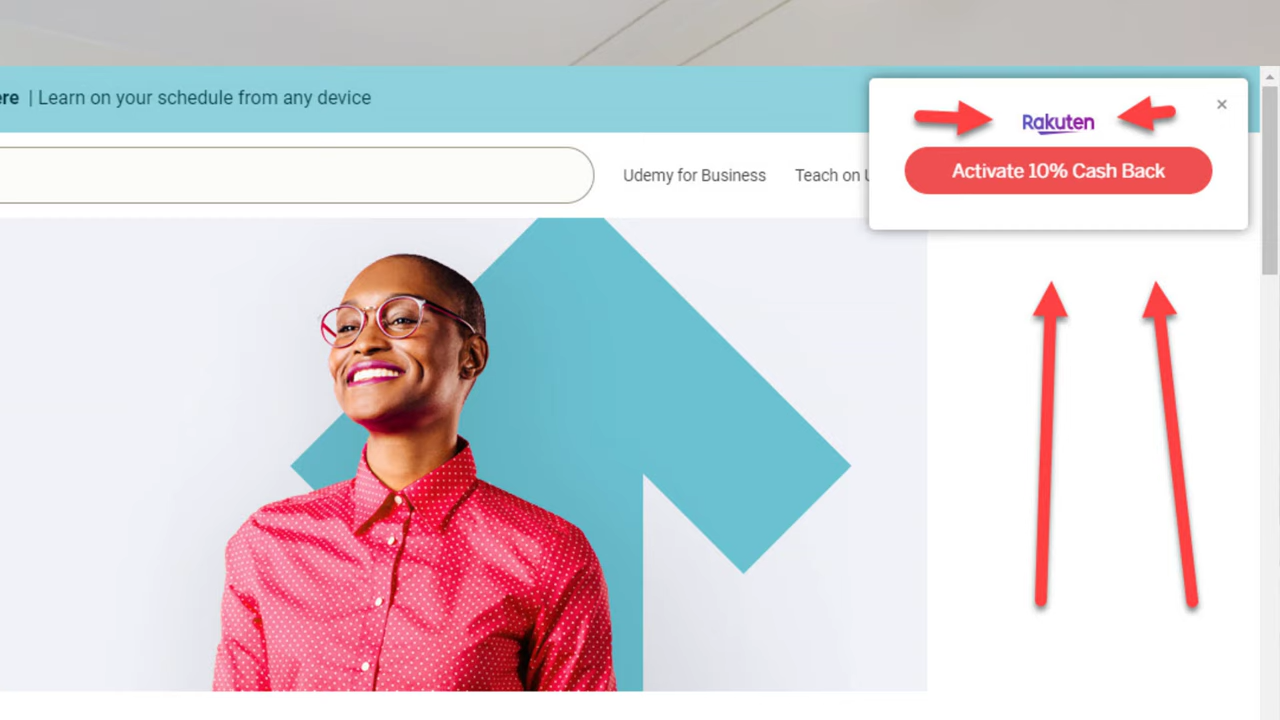 ere | Learn on your schedule from any device
Rakuten
Activate 10% Cash Back
Udemy for Business
Teach on U